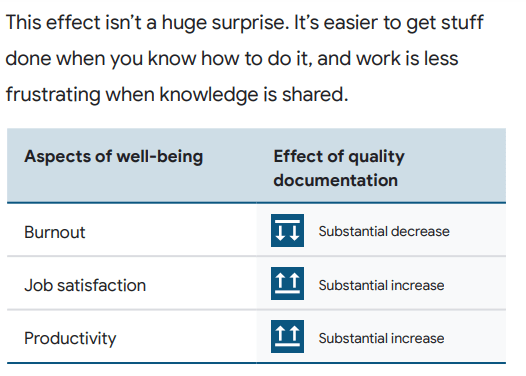 This effect isn’t a huge surprise. It’s easier to get stuff
done when you know how to do it, and work is less
frustrating when knowledge is shared.
Aspects of well-being
Effect of quality
documentation
Burnout
Substantial decrease
Job satisfaction
Substantial increase
Productivity
Substantial increase